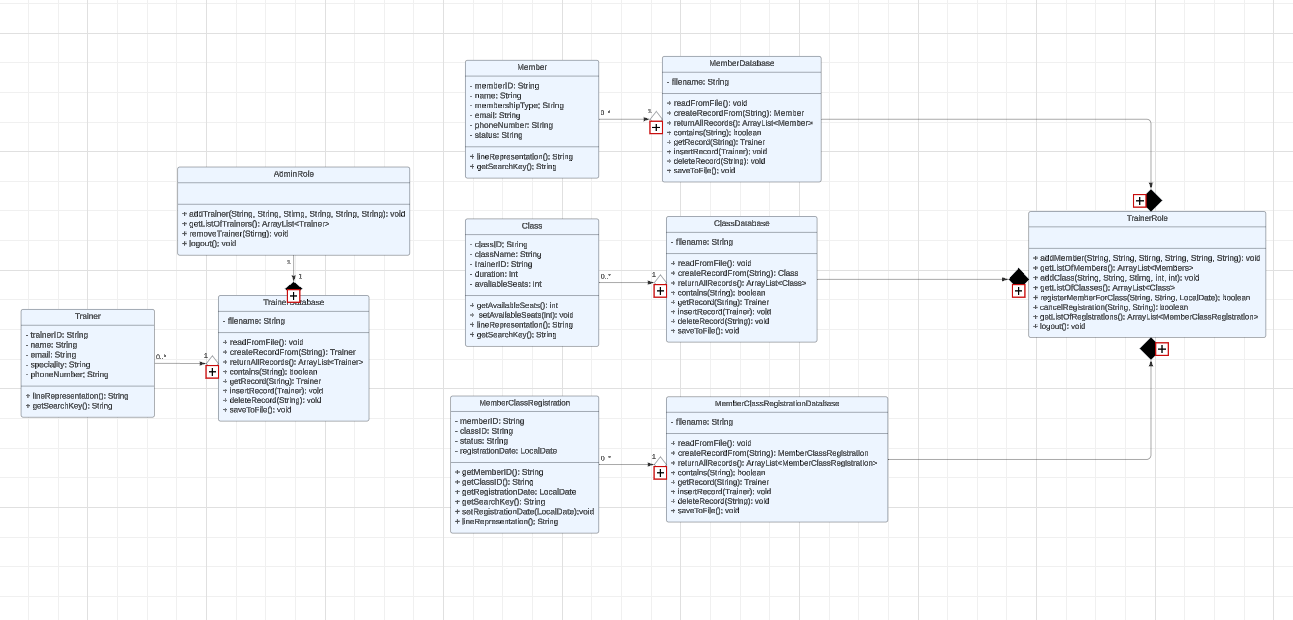 Member
- memberID: String
- name: String
- membershipType: String
- email: String
- phoneNumber: String
- status: String
+ lineRepresentation(): String
+ getSearchKey(): String
0..*
1
MemberDatabase
- filename: String
+ readFromFile(): void
+ createRecordFrom(String): Member
+ returnAllRecords(): ArrayList<Member>
+ contains(String): boolean
+ getRecord(String): Trainer
+ insertRecord(Trainer): void
+ deleteRecord(String): void
+ saveToFile(): void
AdminRole
+ addTrainer(String, String, String, String, String, String): void
+ getListOfTrainers(): ArrayList<Trainer>
+ removeTrainer(String): void
+ logout(): void
1
1
Class
- classID: String
- className: String
- trainerID: String
- duration: int
- availableSeats: int
+ getAvailableSeats(): int
+ setAvailableSeats(int): void
+ lineRepresentation(): String
+ getSearchKey(): String
0..*
1
ClassDatabase
- filename: String
+ readFromFile(): void
+ createRecordFrom(String): Class
+ returnAllRecords(): ArrayList<Class>
+ contains(String): boolean
+ getRecord(String): Trainer
+ insertRecord(Trainer): void
+ deleteRecord(String): void
+ saveToFile(): void
TrainerRole
+ addMember(String, String, String, String, String, String): void
+ getListOfMembers(): ArrayList<Members>
+ addClass(String, String, String, int, int): void
+ getListOfClasses(): ArrayList<Class>
+ registerMemberForClass(String, String, LocalDate): boolean
+ cancelRegistration(String, String): boolean
+ getListOfRegistrations(): ArrayList<MemberClassRegistration>
+ logout(): void
Trainer
- trainerID: String
- name: String
- email: String
- speciality: String
- phoneNumber: String
+ lineRepresentation(): String
+ getSearchKey(): String
0..*
1
TrainerDatabase
- filename: String
+ readFromFile(): void
+ createRecordFrom(String): Trainer
+ returnAllRecords(): ArrayList<Trainer>
+ contains(String): boolean
+ getRecord(String): Trainer
+ insertRecord(Trainer): void
+ deleteRecord(String): void
+ saveToFile(): void
MemberClassRegistration
- memberID: String
- classID: String
- status: String
- registrationDate: LocalDate
+ getMemberID(): String
+ getClassID(): String
+ getRegistrationDate: LocalDate
+ getSearchKey(): String
+ setRegistrationDate(LocalDate):void
+ lineRepresentation(): String
0..*
1
MemberClassRegistrationDatabase
- filename: String
+ readFromFile(): void
+ createRecordFrom(String): MemberClassRegistration
+ returnAllRecords(): ArrayList<MemberClassRegistration>
+ contains(String): boolean
+ getRecord(String): Trainer
+ insertRecord(Trainer): void
+ deleteRecord(String): void
+ saveToFile(): void